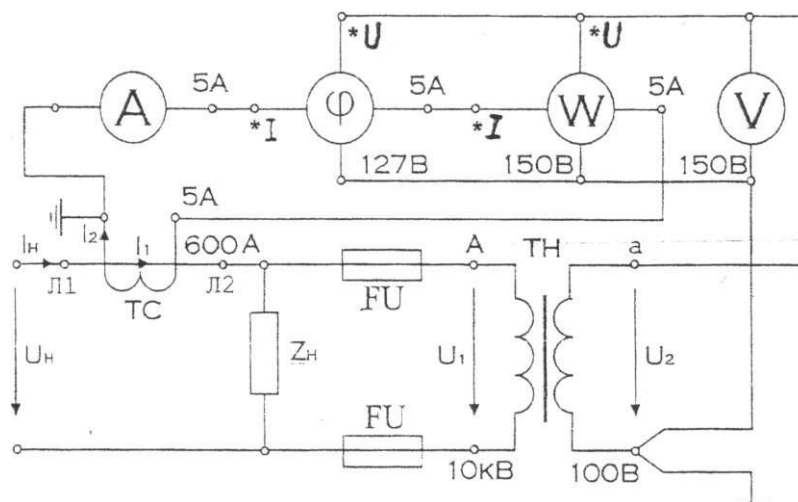 *U *U
5A 5A 5A
A φ W V
*I *I
127В 150В 150В
5A
I₂
Iн I₁ 600A A ТН a
Л1 ТС Л2 FU
Uн Zн U₁ U₂
FU
10кВ 100В